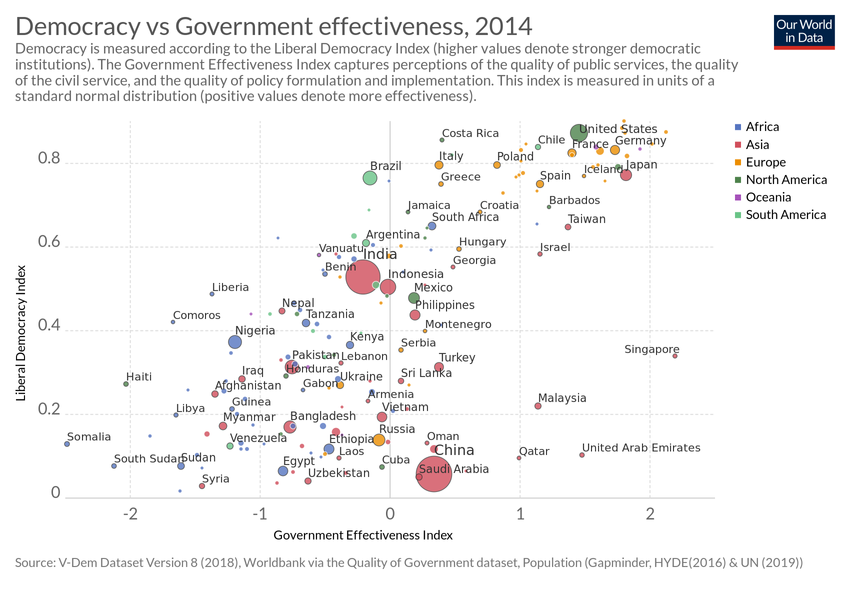 Democracy vs Government effectiveness, 2014
Our World
in Data
Democracy is measured according to the Liberal Democracy Index (higher values denote stronger democratic
institutions). The Government Effectiveness Index captures perceptions of the quality of public services, the quality
of the civil service, and the quality of policy formulation and implementation. This index is measured in units of a
standard normal distribution (positive values denote more effectiveness).
Africa
Asia
Europe
North America
Oceania
South America
Liberal Democracy Index
0.8
0.6
0.4
0.2
0
United States
Costa Rica
Chile
France
Germany
Italy
Poland
Brazil
Iceland
Japan
Greece
Spain
Jamaica
Croatia
Barbados
South Africa
Taiwan
Argentina
Vanuatu
India
Hungary
Israel
Benin
Georgia
Indonesia
Liberia
Mexico
Nepal
Philippines
Comoros
Tanzania
Montenegro
Nigeria
Kenya
Serbia
Singapore
Pakistan
Lebanon
Turkey
Honduras
Iraq
Ukraine
Sri Lanka
Haiti
Afghanistan
Gabon
Armenia
Guinea
Vietnam
Malaysia
Libya
Myanmar
Bangladesh
Russia
Somalia
Venezuela
Ethiopia
Oman
Laos
China
Qatar
United Arab Emirates
South Sudan
Sudan
Egypt
Cuba
Saudi Arabia
Syria
Uzbekistan
-2
-1
0
1
2
Government Effectiveness Index
Source: V-Dem Dataset Version 8 (2018), Worldbank via the Quality of Government dataset, Population (Gapminder, HYDE(2016) & UN (2019))